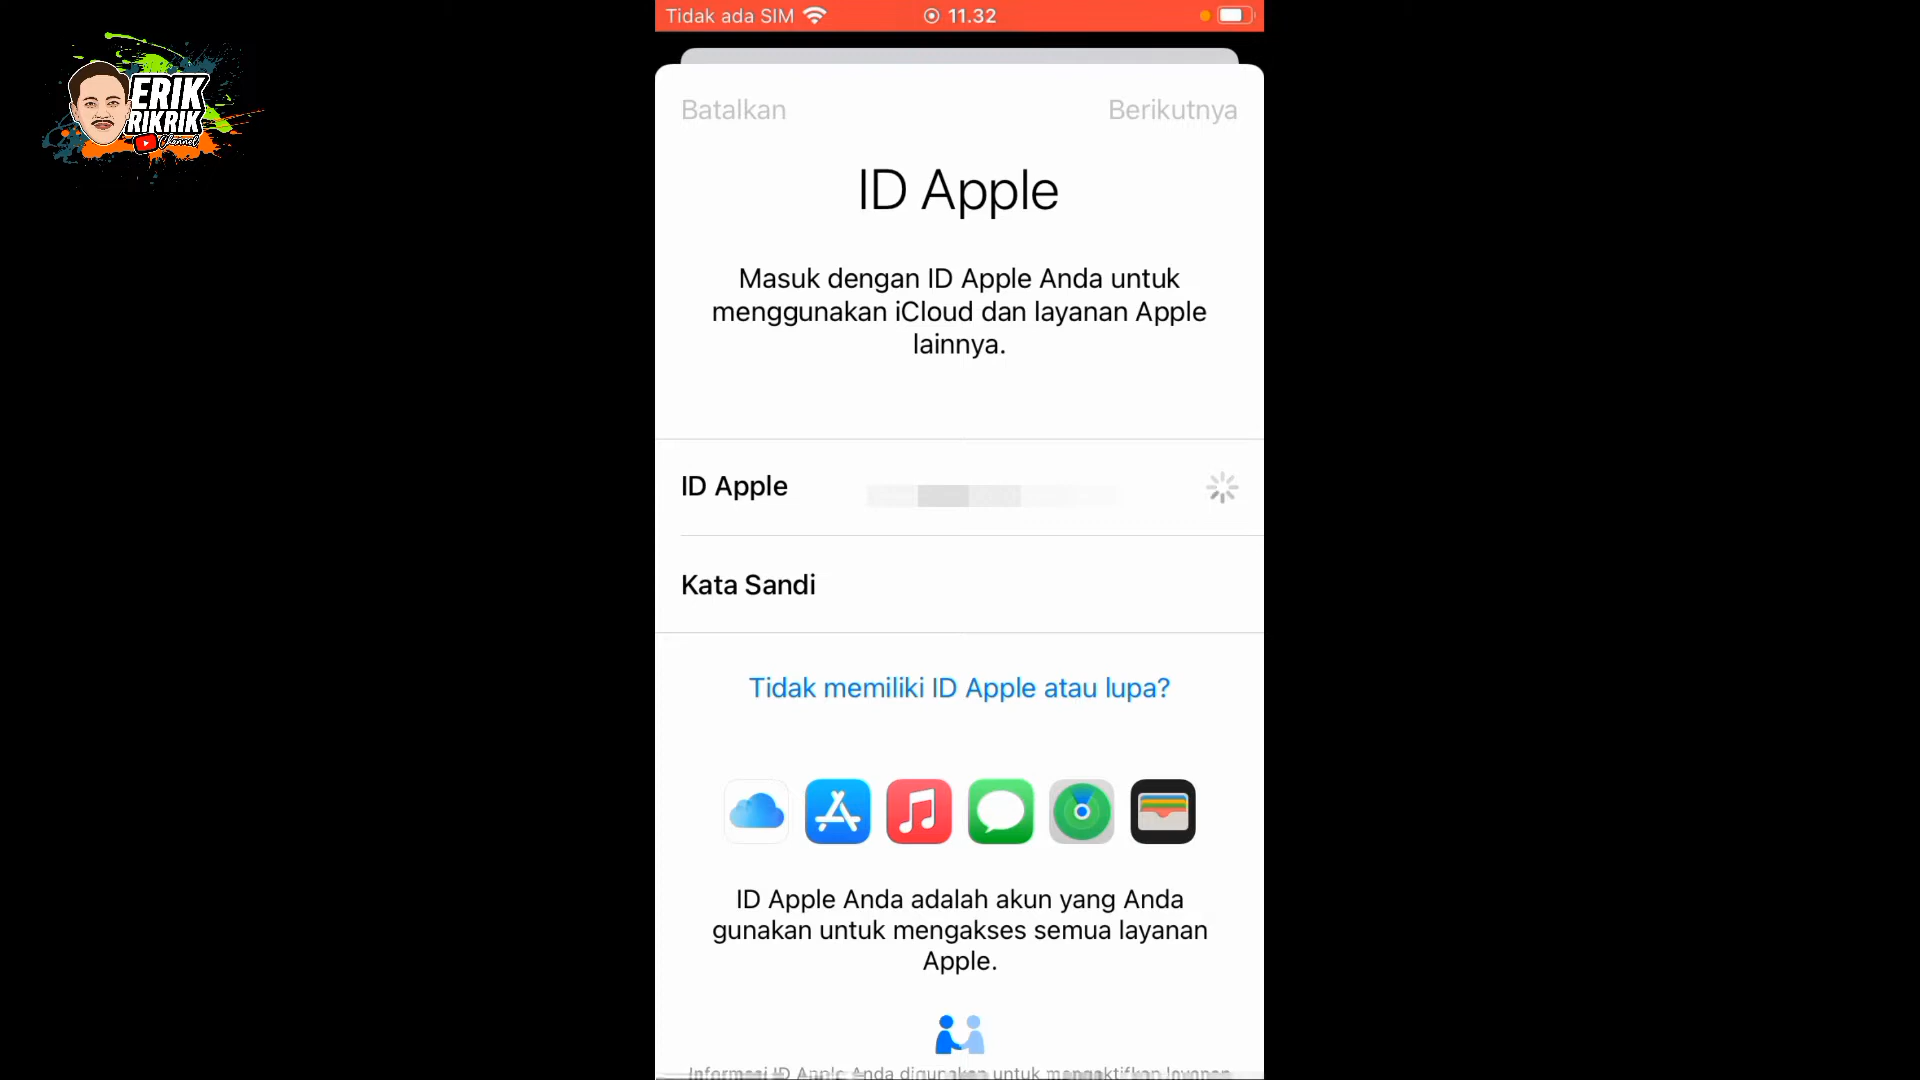 Tidak ada SIM
11.32
ERIK
RIKRIK
Channel
Batalkan
Berikutnya
ID Apple
Masuk dengan ID Apple Anda untuk
menggunakan iCloud dan layanan Apple
lainnya.
ID Apple
Kata Sandi
Tidak memiliki ID Apple atau lupa?
ID Apple Anda adalah akun yang Anda
gunakan untuk mengakses semua layanan
Apple.
Informasi ID Apple Anda digunakan untuk mengaktifkan layanan